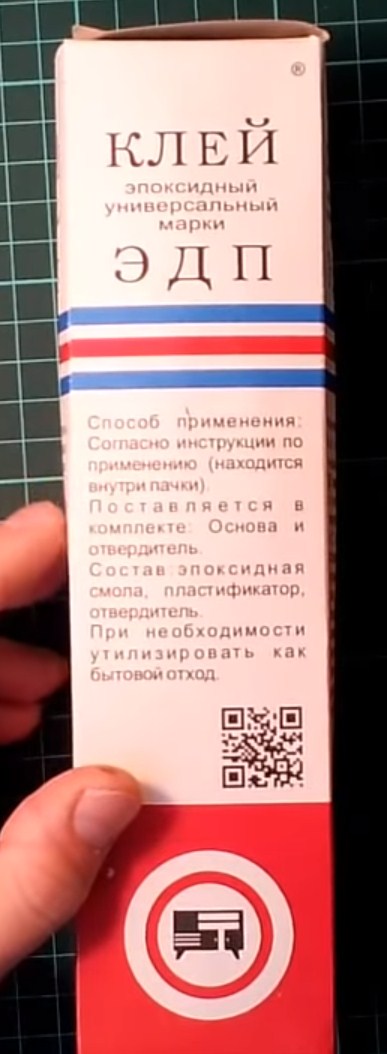 ®
КЛЕЙ
эпоксидный
универсальный
марки
ЭДП
Способ применения:
Согласно инструкции по
применению (находится
внутри пачки).
Поставляется в
комплекте: Основа и
отвердитель.
Состав:эпоксидная
смола, пластификатор,
отвердитель.
При необходимости
утилизировать как
бытовой отход.